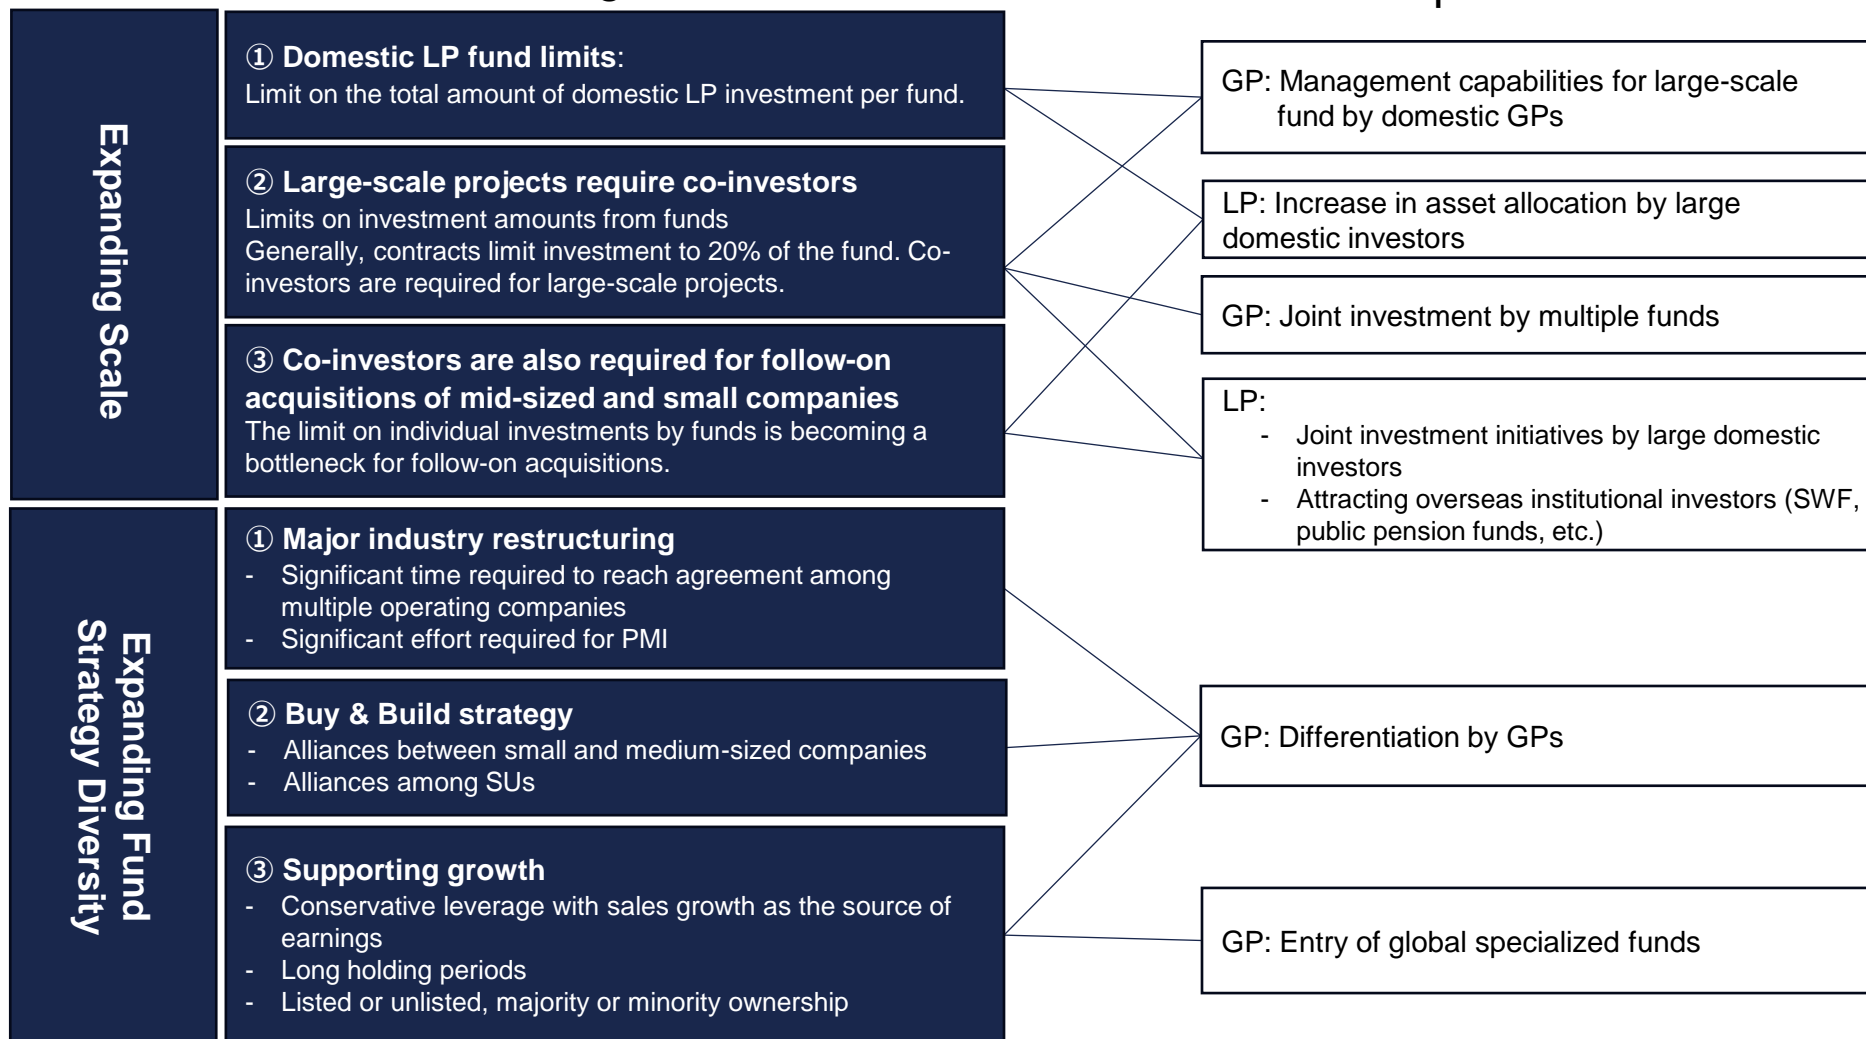 Expanding Scale
① Domestic LP fund limits:
Limit on the total amount of domestic LP investment per fund.
② Large-scale projects require co-investors
Limits on investment amounts from funds
Generally, contracts limit investment to 20% of the fund. Co-
investors are required for large-scale projects.
③ Co-investors are also required for follow-on
acquisitions of mid-sized and small companies
The limit on individual investments by funds is becoming a
bottleneck for follow-on acquisitions.
GP: Management capabilities for large-scale
fund by domestic GPs
LP: Increase in asset allocation by large
domestic investors
GP: Joint investment by multiple funds
LP:
- Joint investment initiatives by large domestic
investors
- Attracting overseas institutional investors (SWF,
public pension funds, etc.)
Expanding Fund
Strategy Diversity
① Major industry restructuring
- Significant time required to reach agreement among
multiple operating companies
- Significant effort required for PMI
② Buy & Build strategy
- Alliances between small and medium-sized companies
- Alliances among SUs
③ Supporting growth
- Conservative leverage with sales growth as the source of
earnings
- Long holding periods
- Listed or unlisted, majority or minority ownership
GP: Differentiation by GPs
GP: Entry of global specialized funds